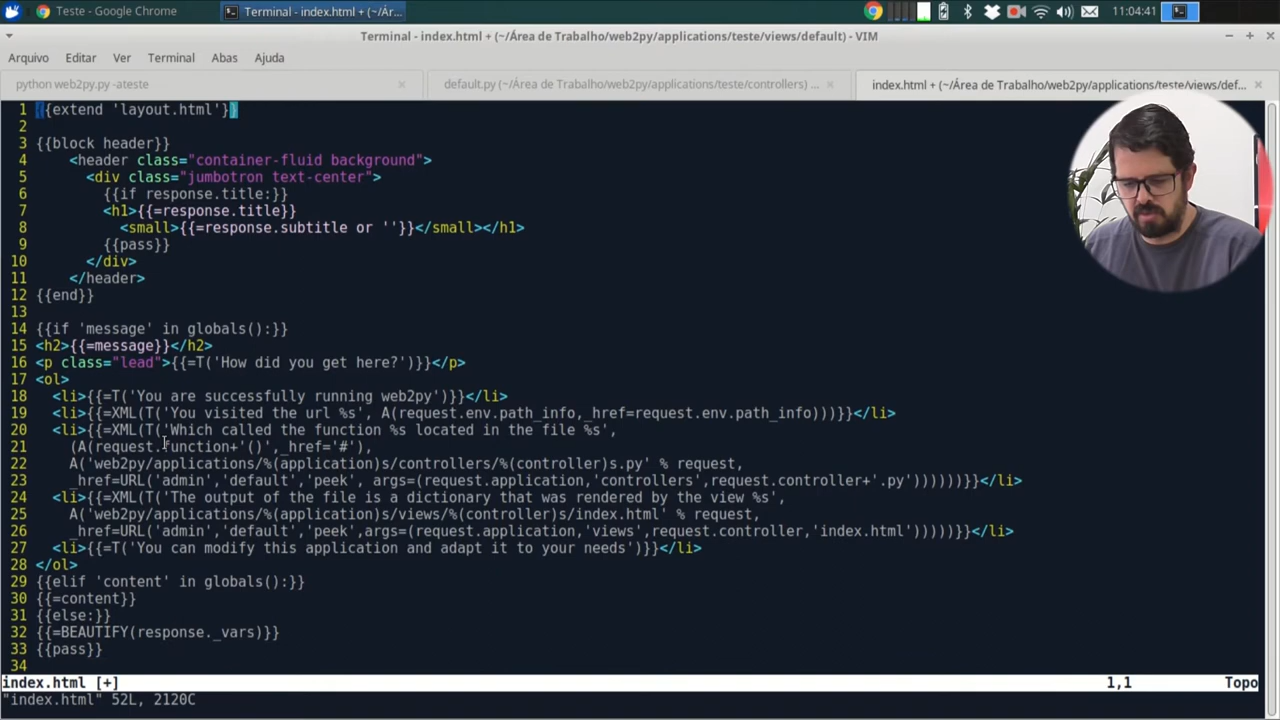 Teste - Google Chrome
Terminal - index.html + (~/Ár...
11:04:41
Terminal - index.html + (~/Área de Trabalho/web2py/applications/teste/views/default) - VIM
Arquivo Editar Ver Terminal Abas Ajuda
python web2py.py -ateste
default.py (~/Área de Trabalho/web2py/applications/teste/controllers) ...
index.html + (~/Área de Trabalho/web2py/applications/teste/views/def...
1 {{extend 'layout.html'}}
2
3 {{block header}}
4     <header class="container-fluid background">
5       <div class="jumbotron text-center">
6         {{if response.title:}}
7         <h1>{{=response.title}}
8           <small>{{=response.subtitle or ''}}</small></h1>
9         {{pass}}
10       </div>
11     </header>
12 {{end}}
13
14 {{if 'message' in globals():}}
15 <h2>{{=message}}</h2>
16 <p class="lead">{{=T('How did you get here?')}}</p>
17 <ol>
18   <li>{{=T('You are successfully running web2py')}}</li>
19   <li>{{=XML(T('You visited the url %s', A(request.env.path_info,_href=request.env.path_info)))}}</li>
20   <li>{{=XML(T('Which called the function %s located in the file %s',
21     (A(request.function+'()',_href='#'),
22     A('web2py/applications/%(application)s/controllers/%(controller)s.py' % request,
23     _href=URL('admin','default','peek', args=(request.application,'controllers',request.controller+'.py'))))))}}</li>
24   <li>{{=XML(T('The output of the file is a dictionary that was rendered by the view %s',
25     A('web2py/applications/%(application)s/views/%(controller)s/index.html' % request,
26     _href=URL('admin','default','peek',args=(request.application,'views',request.controller,'index.html')))))}}</li>
27   <li>{{=T('You can modify this application and adapt it to your needs')}}</li>
28 </ol>
29 {{elif 'content' in globals():}}
30 {{=content}}
31 {{else:}}
32 {{=BEAUTIFY(response._vars)}}
33 {{pass}}
34
index.html [+] 1,1 Topo
"index.html" 52L, 2120C